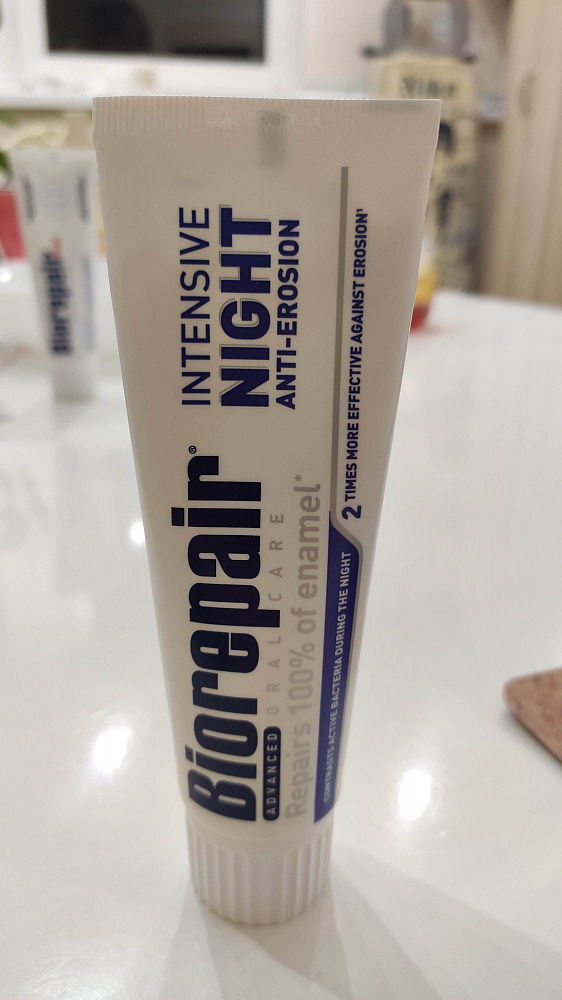 Biorepair®
ADVANCED ORAL CARE
Repairs 100% of enamel*
INTENSIVE
NIGHT
ANTI-EROSION
CONTRASTS ACTIVE BACTERIA DURING THE NIGHT
2 TIMES MORE EFFECTIVE AGAINST EROSION¹
Biorepair